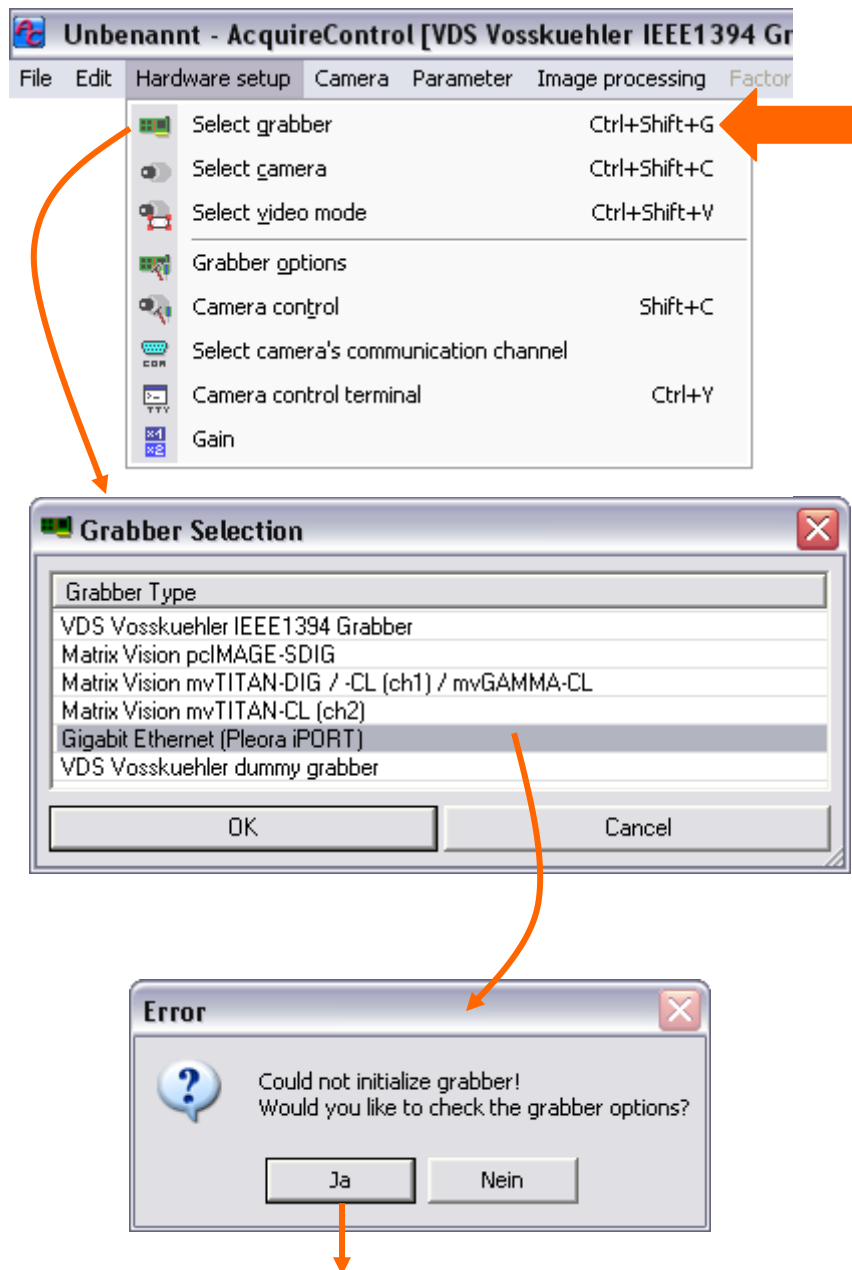 Unbenannt - AcquireControl [VDS Vosskuehler IEEE1394 Gr
File Edit Hardware setup Camera Parameter Image processing Factor
Select grabber Ctrl+Shift+G
Select camera Ctrl+Shift+C
Select video mode Ctrl+Shift+V
Grabber options
Camera control Shift+C
COM Select camera's communication channel
TTY Camera control terminal Ctrl+Y
x1
x2 Gain
Grabber Selection
Grabber Type
VDS Vosskuehler IEEE1394 Grabber
Matrix Vision pcIMAGE-SDIG
Matrix Vision mvTITAN-DIG / -CL (ch1) / mvGAMMA-CL
Matrix Vision mvTITAN-CL (ch2)
Gigabit Ethernet (Pleora iPORT)
VDS Vosskuehler dummy grabber
OK Cancel
Error
Could not initialize grabber!
Would you like to check the grabber options?
Ja Nein